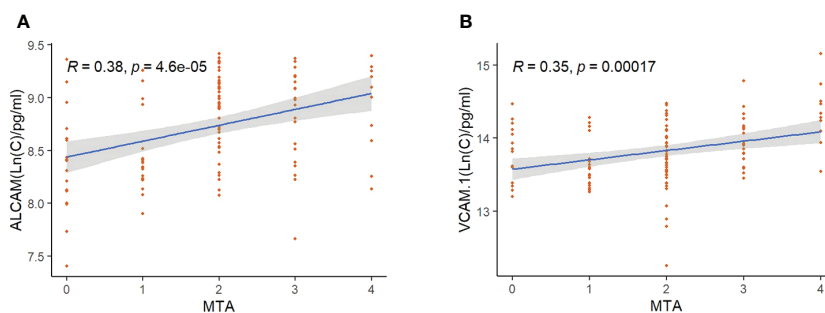 A
R = 0.38, p = 4.6e-05
ALCAM(Ln(C)/pg/ml)
9.5
9.0
8.5
8.0
7.5
0 1 2 3 4
MTA
B
R = 0.35, p = 0.00017
VCAM.1(Ln(C)/pg/ml)
15
14
13
0 1 2 3 4
MTA